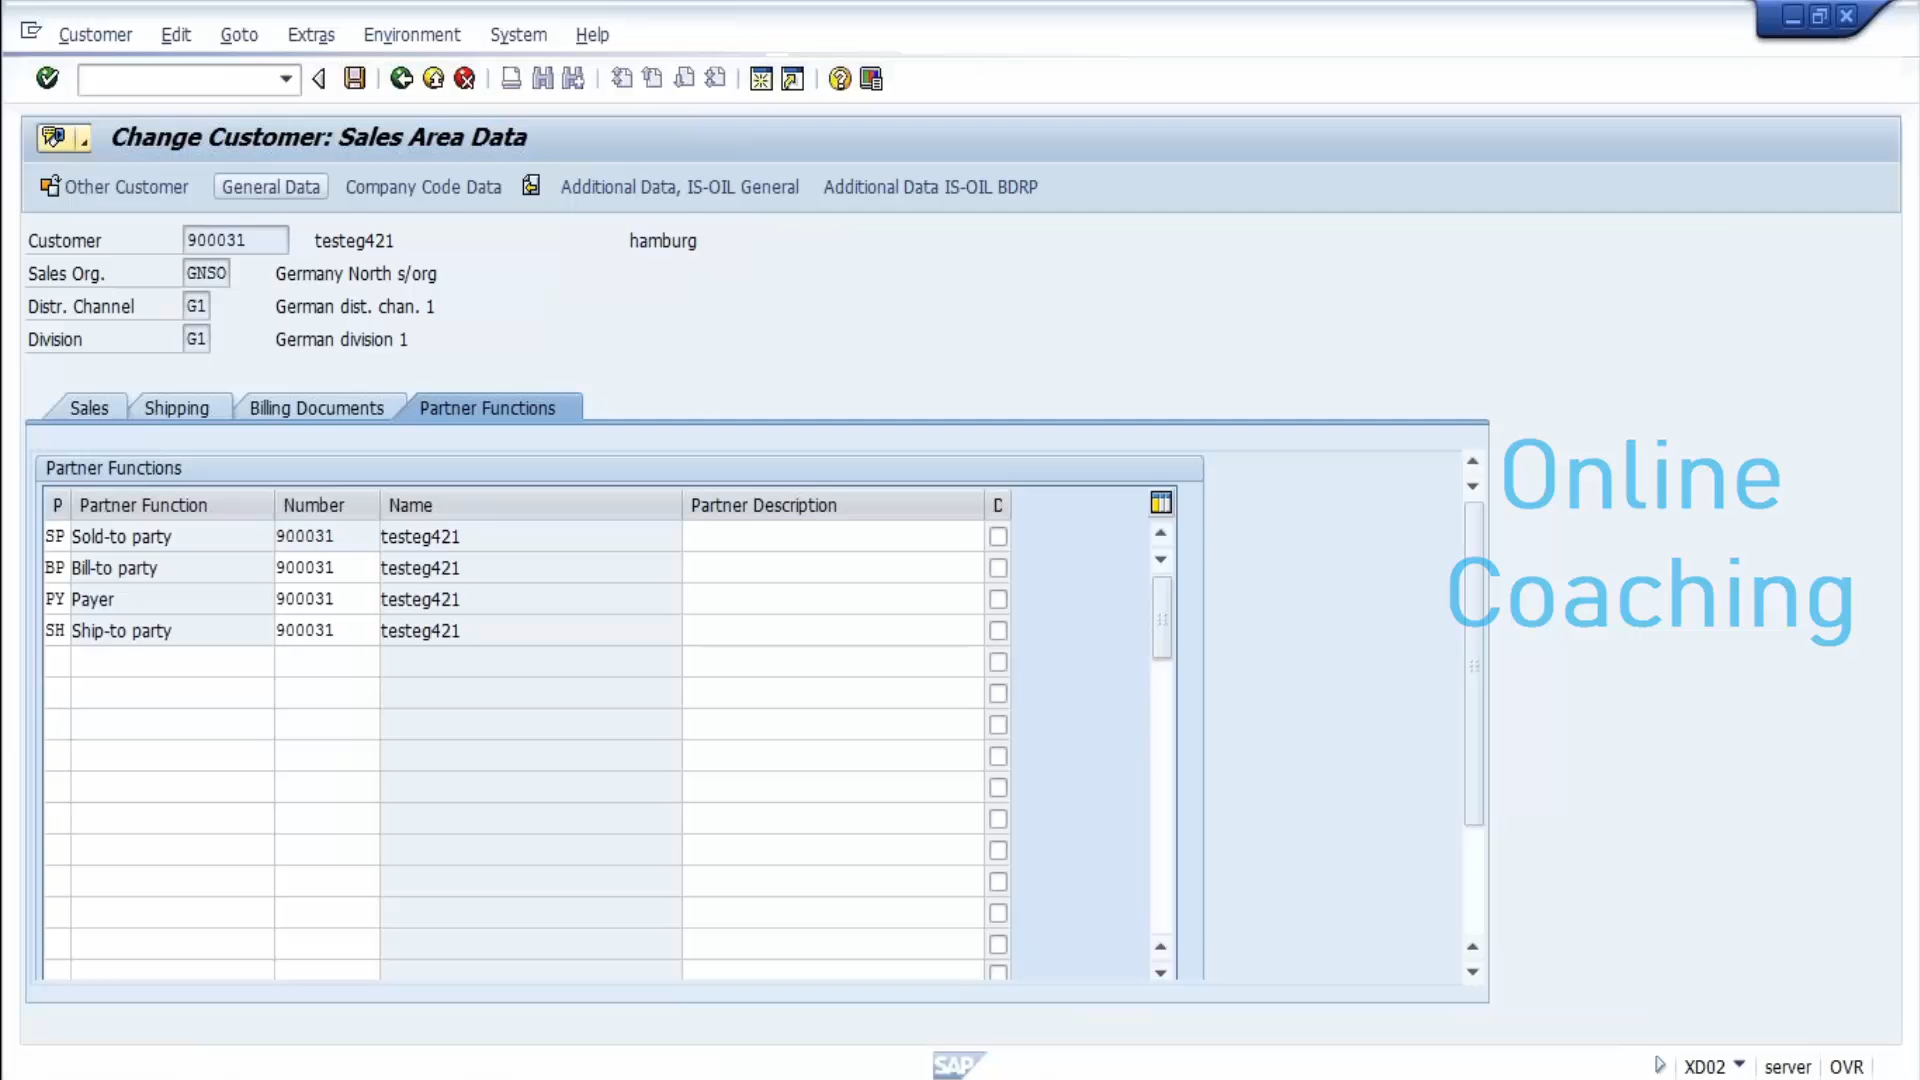 Customer Edit Goto Extras Environment System Help
Change Customer: Sales Area Data
Other Customer General Data Company Code Data Additional Data, IS-OIL General Additional Data IS-OIL BDRP
Customer 900031 testeg421 hamburg
Sales Org. GNSO Germany North s/org
Distr. Channel G1 German dist. chan. 1
Division G1 German division 1
Sales Shipping Billing Documents Partner Functions
Partner Functions
P Partner Function Number Name Partner Description D
SP Sold-to party 900031 testeg421
BP Bill-to party 900031 testeg421
PY Payer 900031 testeg421
SH Ship-to party 900031 testeg421
Online
Coaching
SAP XD02 server OVR